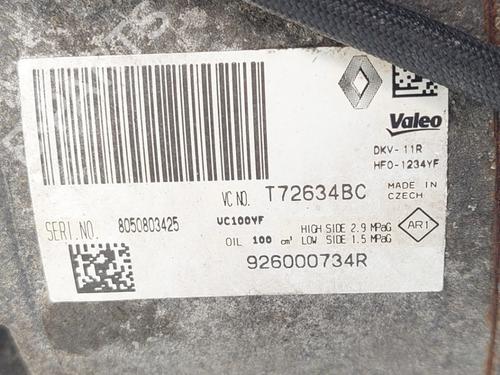 Valeo
DKV-11R
HFO-1234YF
VC NO. T72634BC
MADE IN
CZECH
SERI.NO. 8050803425
VC100YF
HIGH SIDE 2.9 MPaG
OIL 100 cm³ LOW SIDE 1.5 MPaG
AR1
926000734R